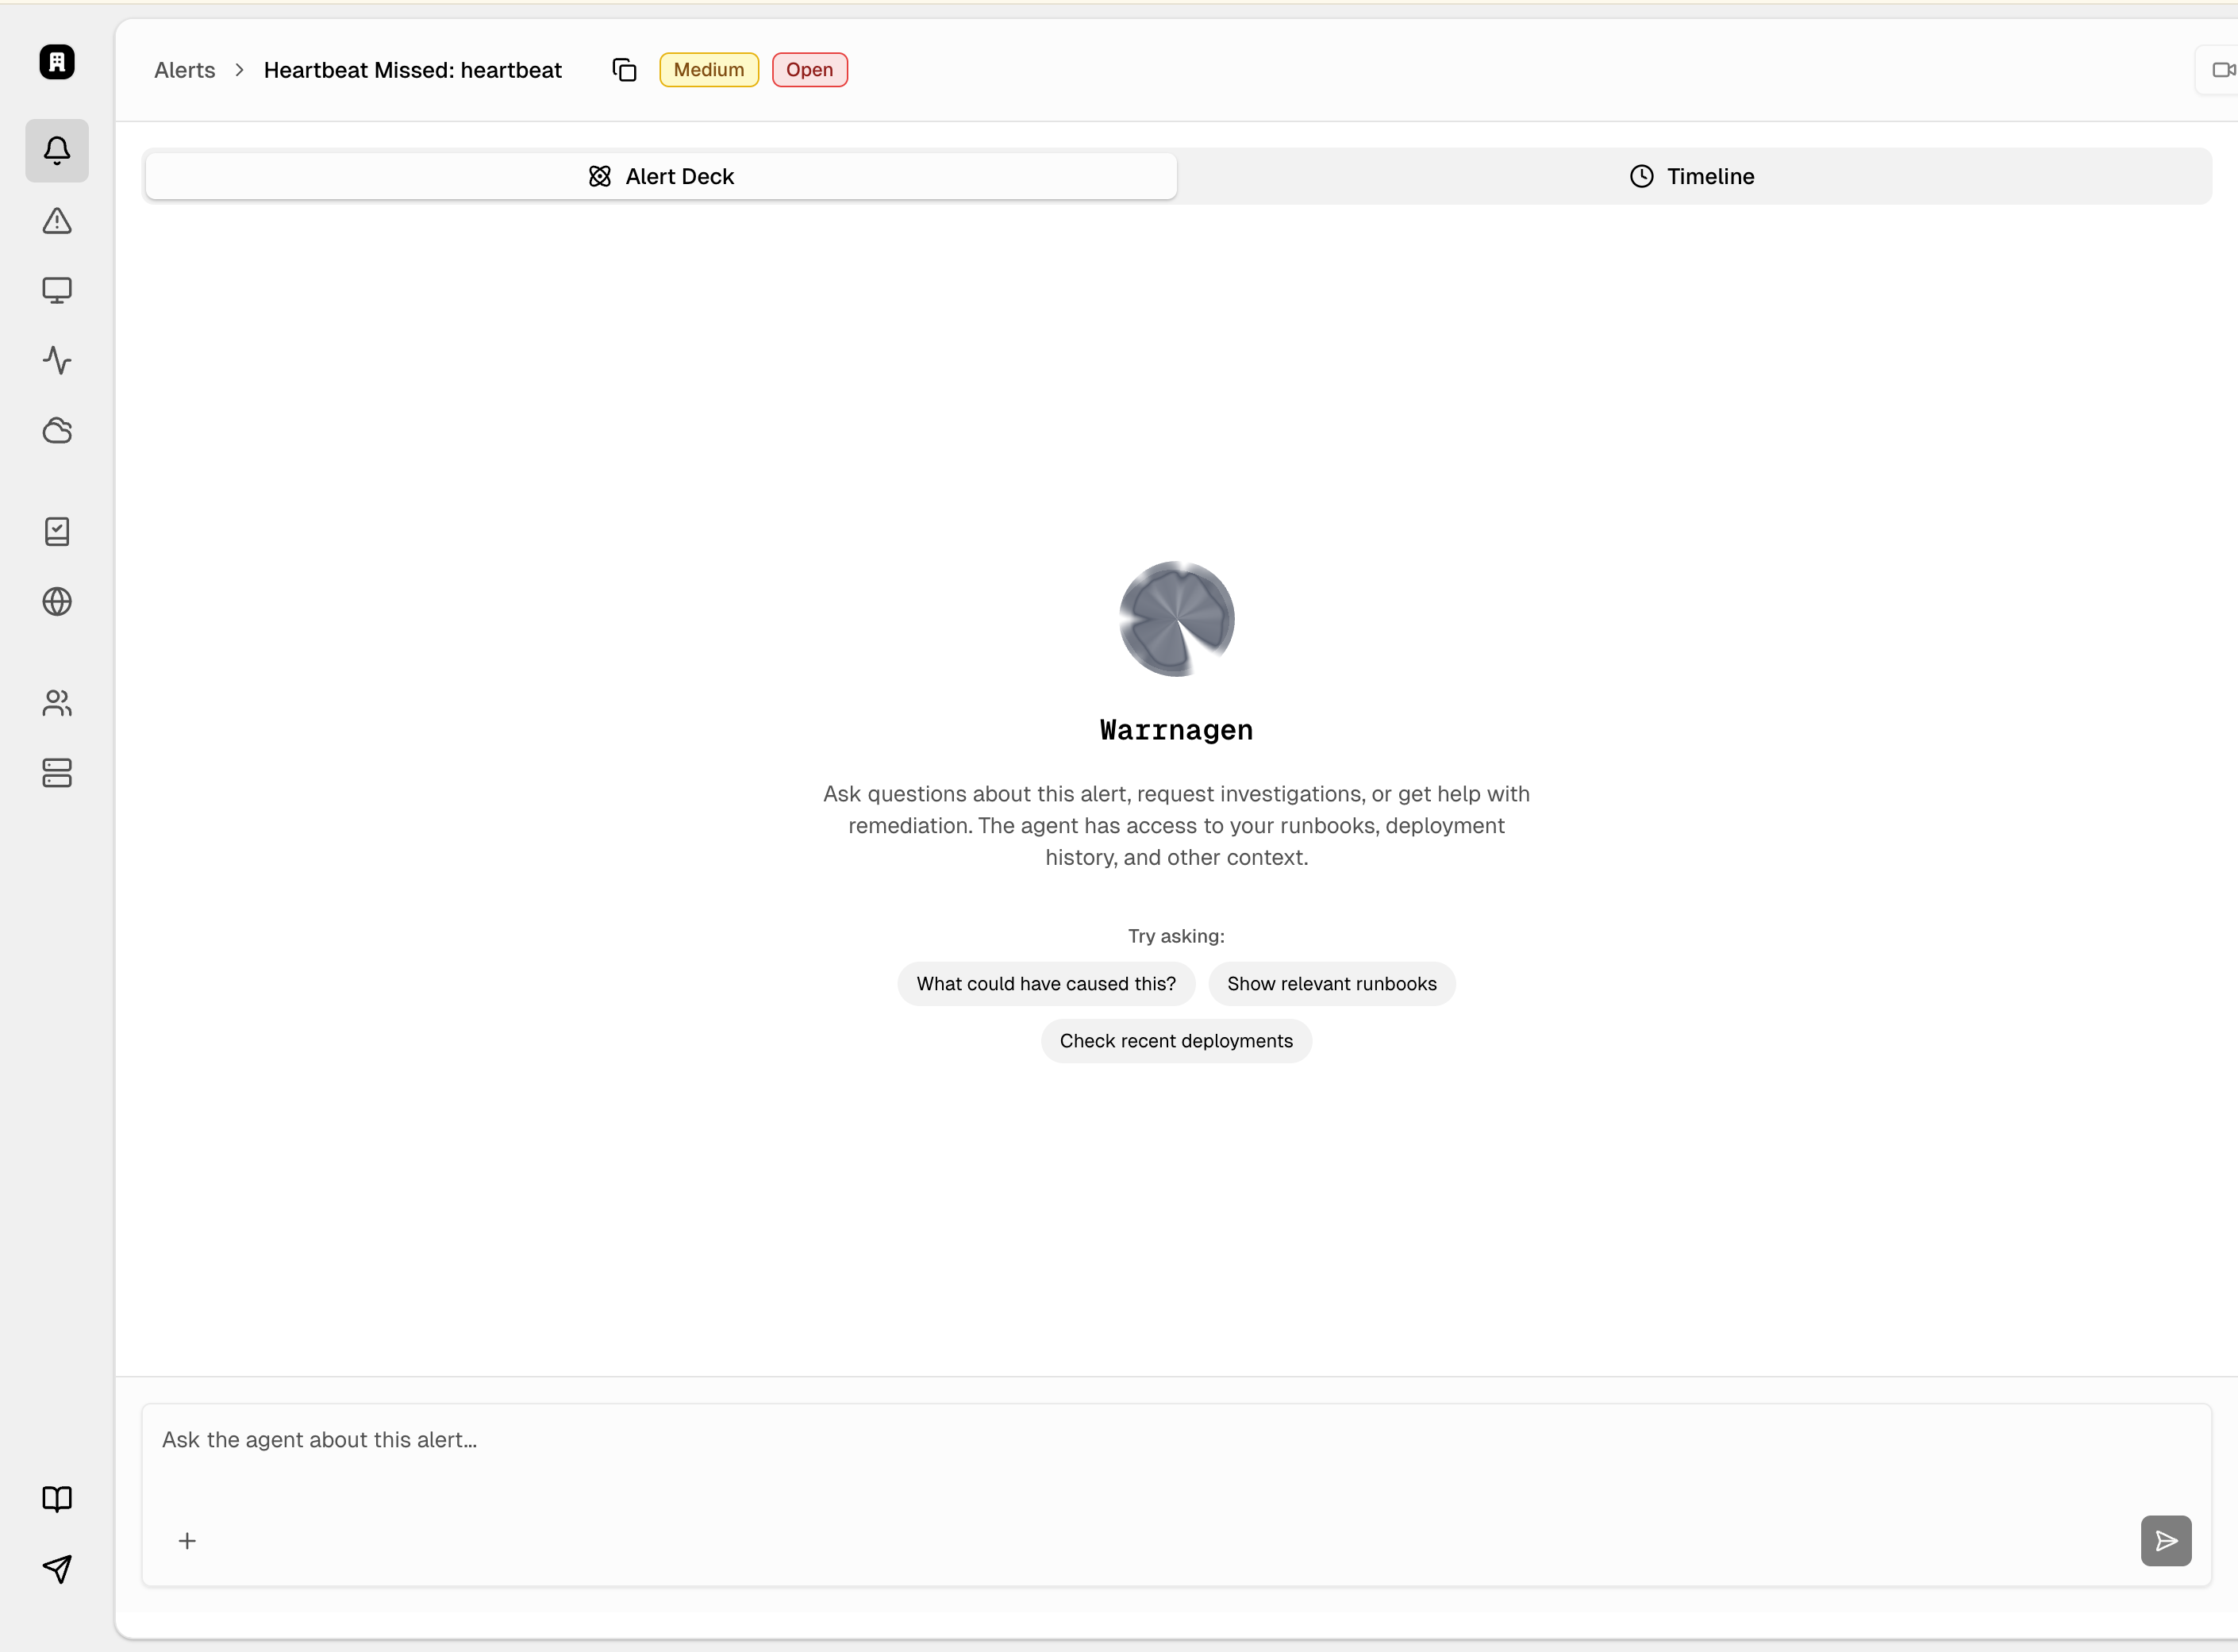 Alerts
Heartbeat Missed: heartbeat
Medium
Open
Alert Deck
Timeline
Warrnagen
Ask questions about this alert, request investigations, or get help with
remediation. The agent has access to your runbooks, deployment
history, and other context.
Try asking:
What could have caused this?
Show relevant runbooks
Check recent deployments
Ask the agent about this alert...